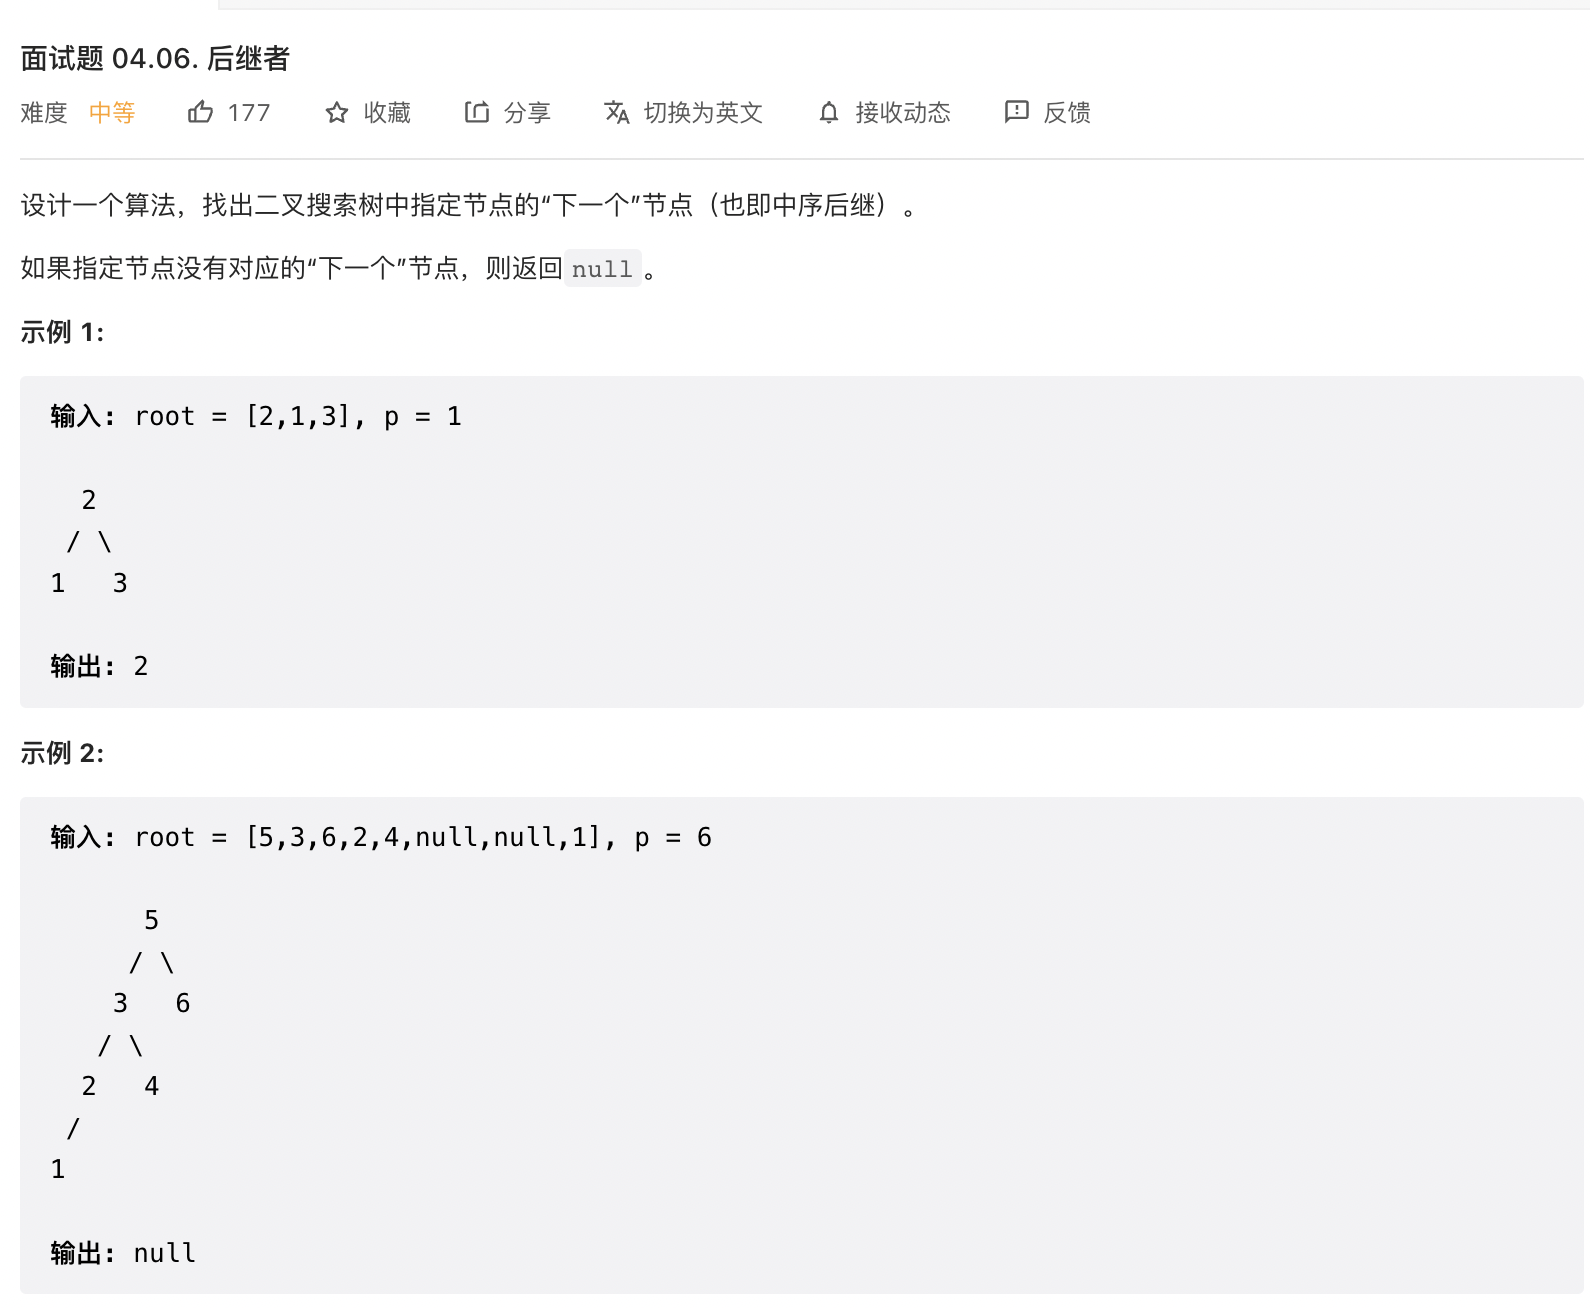 面试题 04.06. 后继者
难度 中等 177 收藏 分享 切换为英文 接收动态 反馈
设计一个算法，找出二叉搜索树中指定节点的“下一个”节点（也即中序后继）。
如果指定节点没有对应的“下一个”节点，则返回null。
示例 1:
输入: root = [2,1,3], p = 1
2
/ \
1 3
输出: 2
示例 2:
输入: root = [5,3,6,2,4,null,null,1], p = 6
5
/ \
3 6
/ \
2 4
/
1
输出: null